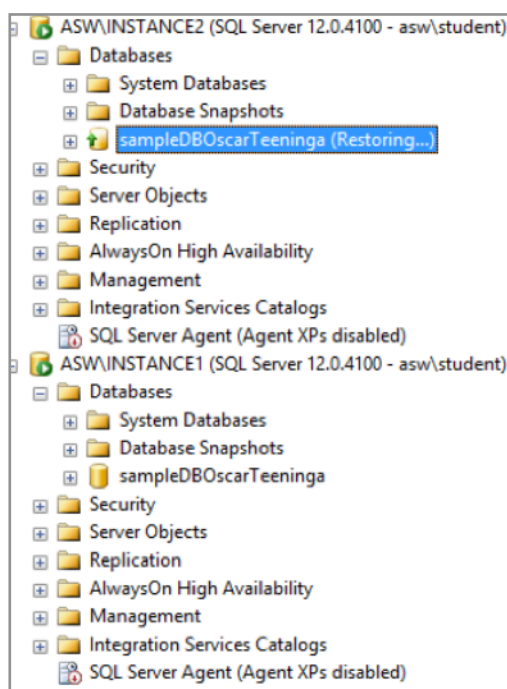 ASW\INSTANCE2 (SQL Server 12.0.4100 - asw\student)
Databases
System Databases
Database Snapshots
sampleDBOscarTeeninga (Restoring...)
Security
Server Objects
Replication
AlwaysOn High Availability
Management
Integration Services Catalogs
SQL Server Agent (Agent XPs disabled)
ASW\INSTANCE1 (SQL Server 12.0.4100 - asw\student)
Databases
System Databases
Database Snapshots
sampleDBOscarTeeninga
Security
Server Objects
Replication
AlwaysOn High Availability
Management
Integration Services Catalogs
SQL Server Agent (Agent XPs disabled)